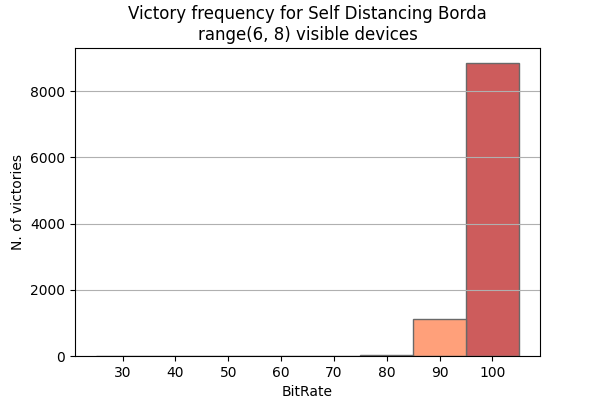 Victory frequency for Self Distancing Borda
range(6, 8) visible devices
N. of victories
8000
6000
4000
2000
0
30 40 50 60 70 80 90 100
BitRate